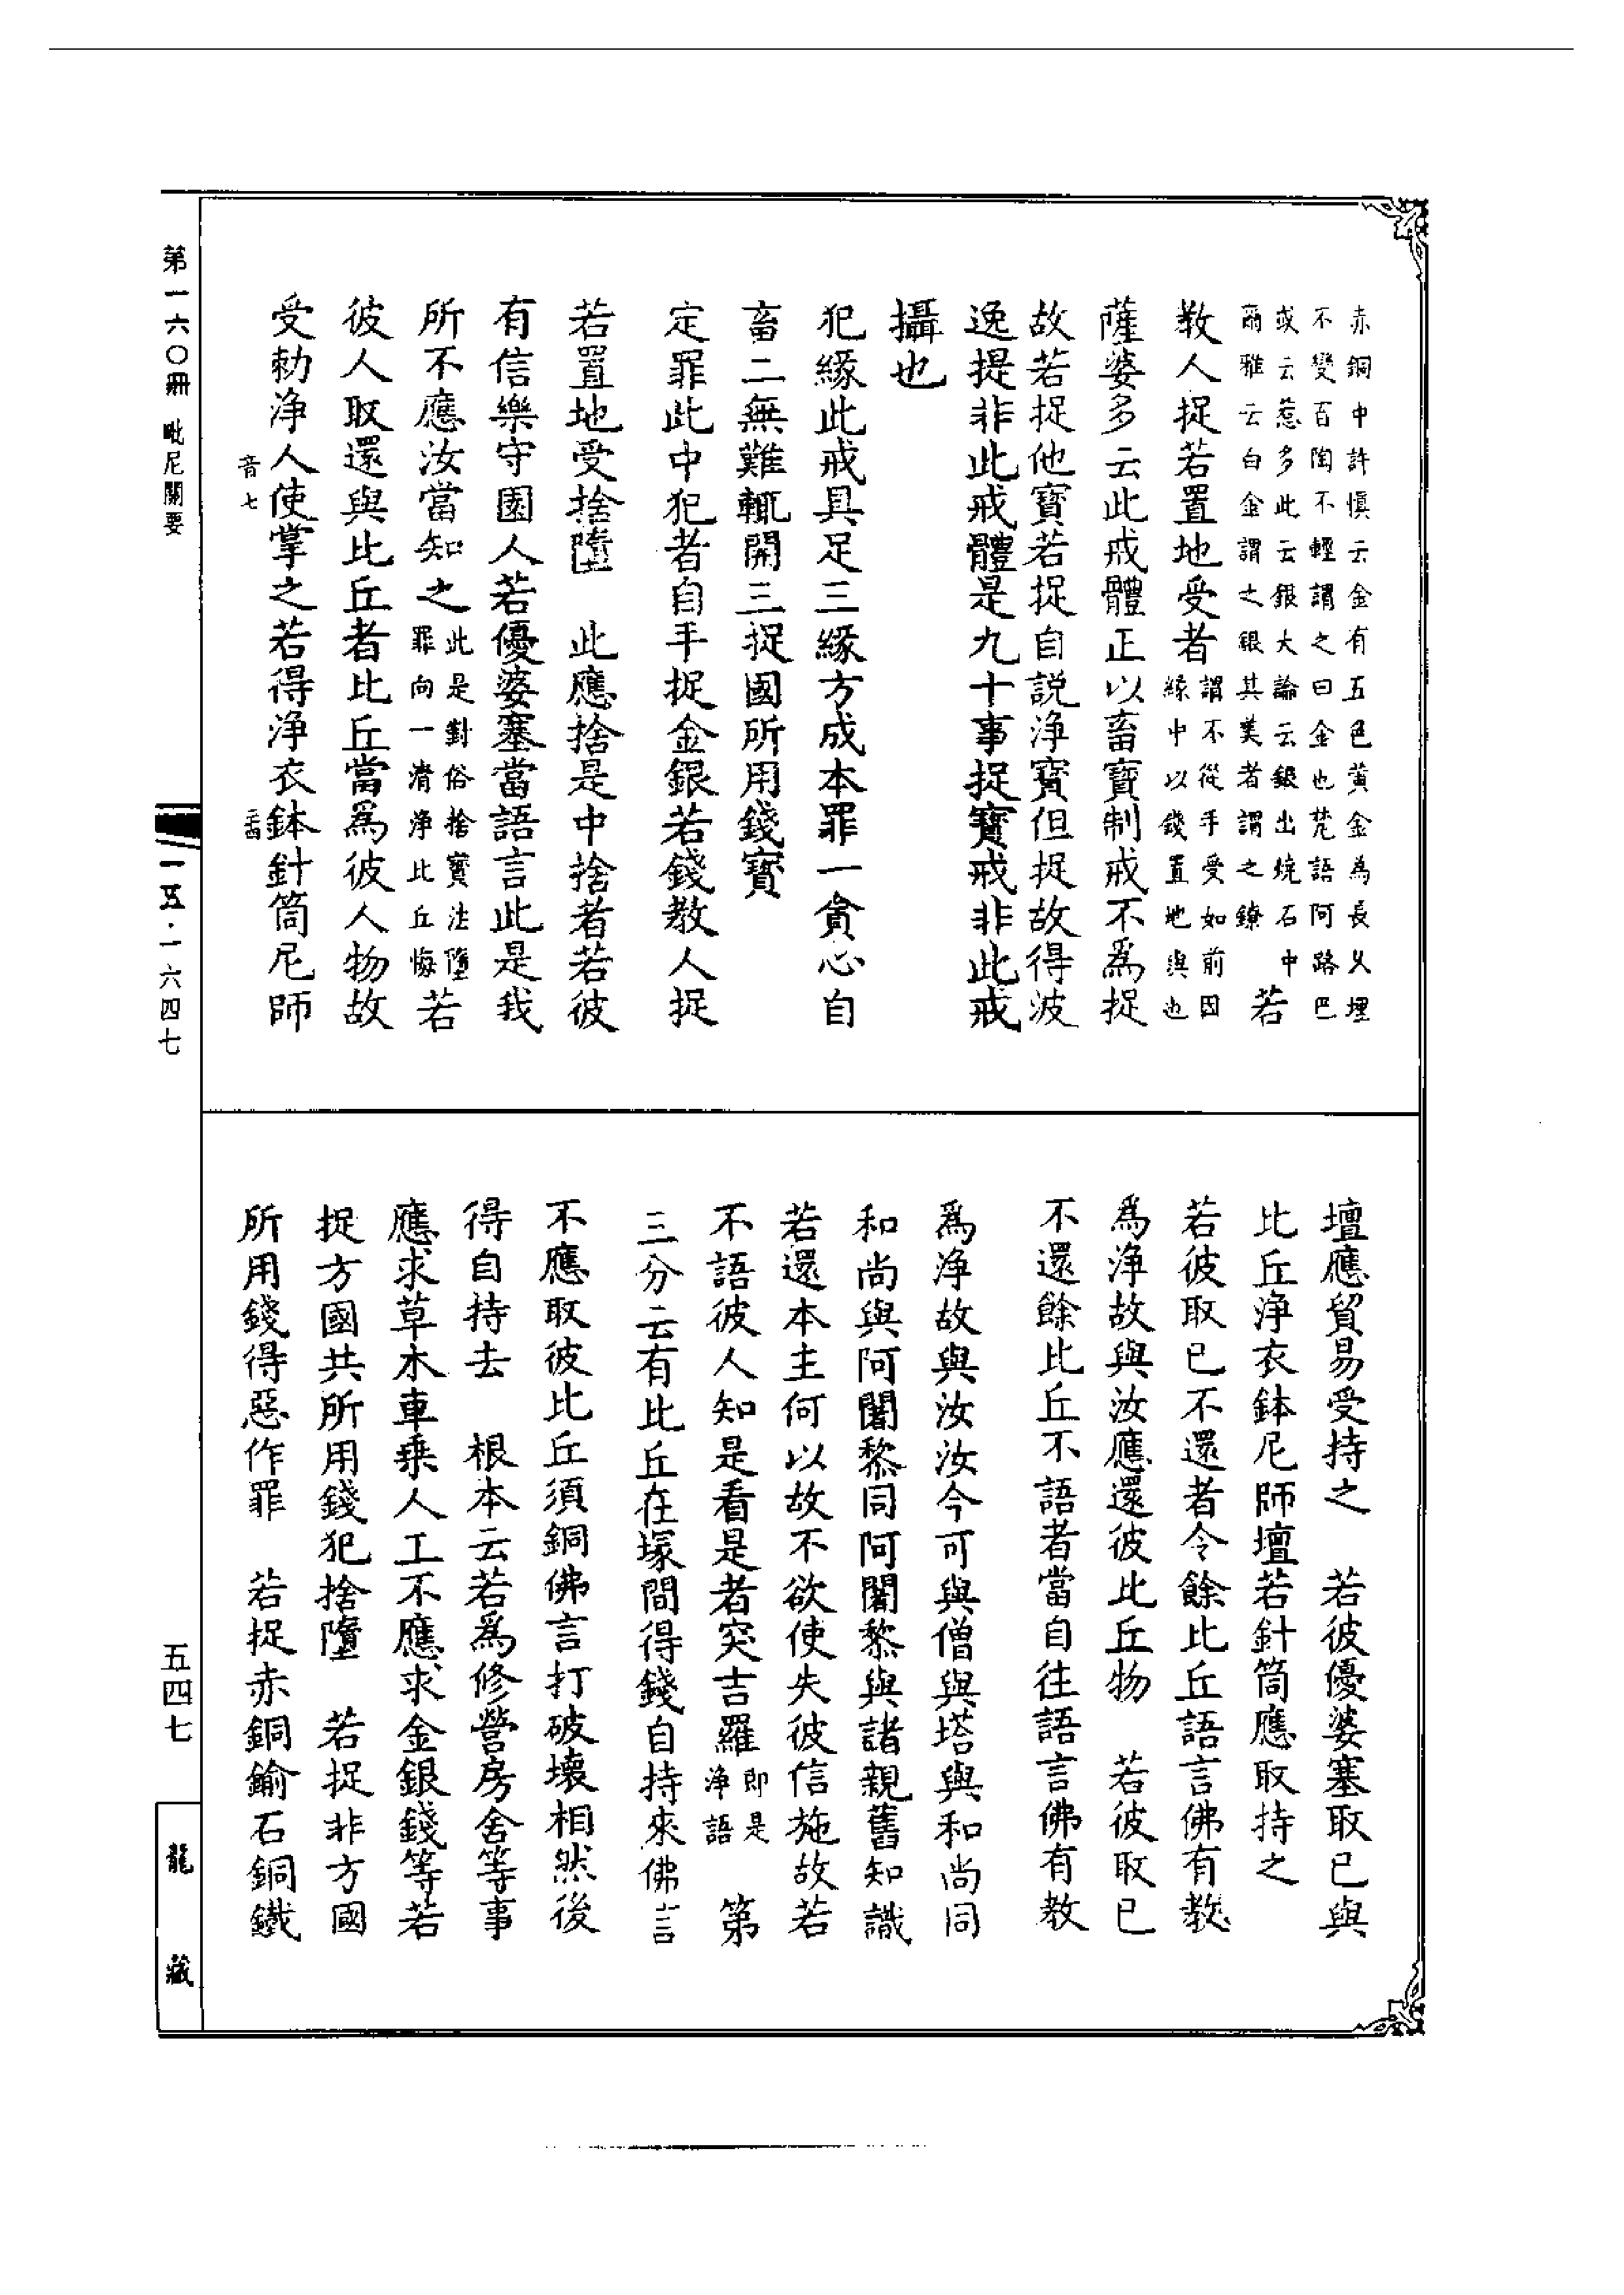 赤銅中許慎云金有五色黄金為長乆埋
不變百陶不輕謂之曰金也梵語阿路巴
或云惹多此云銀大論云銀出燒石中
爾雅云白金謂之銀其美者謂之鐐 若
教人捉若置地受者謂不從手受如前因
緣中以錢置地與也
薩婆多云此戒體正以畜寶制戒不爲捉
故若捉他寶若捉自説浄寳但捉故得波
逸提非此戒體是九十事捉寶戒非此戒
攝也
犯緣此戒具足三緣方成本罪一貪心自
畜二無難輒開三捉國所用錢寳
定罪此中犯者自手捉金銀若錢教人捉
若置地受捨墮 此應捨是中捨者若彼
有信樂守園人若優婆塞當語言此是我
所不應汝當知之此是對俗捨寳法墮
罪向一清浄比丘悔若
彼人取還與比丘者比丘當爲彼人物故
受勅浄人使掌之若得浄衣鉢針筒尼師
音七
第一六〇冊 毗尼關要
一五·一六四七
壇應貿易受持之 若彼優婆塞取已與
比丘浄衣鉢尼師壇若針筒應取持之
若彼取已不還者令餘比丘語言佛有教
爲浄故與汝應還彼比丘物 若彼取已
不還餘比丘不語者當自往語言佛有教
爲浄故與汝汝今可與僧與塔與和尚同
和尚與阿闍黎同阿闍黎與諸親舊知識
若還本主何以故不欲使失彼信施故若
不語彼人知是看是者突吉羅即是
浄語 第
三分云有比丘在塚間得錢自持來佛言
不應取彼比丘須銅佛言打破壞相然後
得自持去 根本云若爲修營房舍等事
應求草木車乗人工不應求金銀錢等若
捉方國共所用錢犯捨墮 若捉非方國
所用錢得惡作罪 若捉赤銅鍮石銅鐵
五四七
龍藏